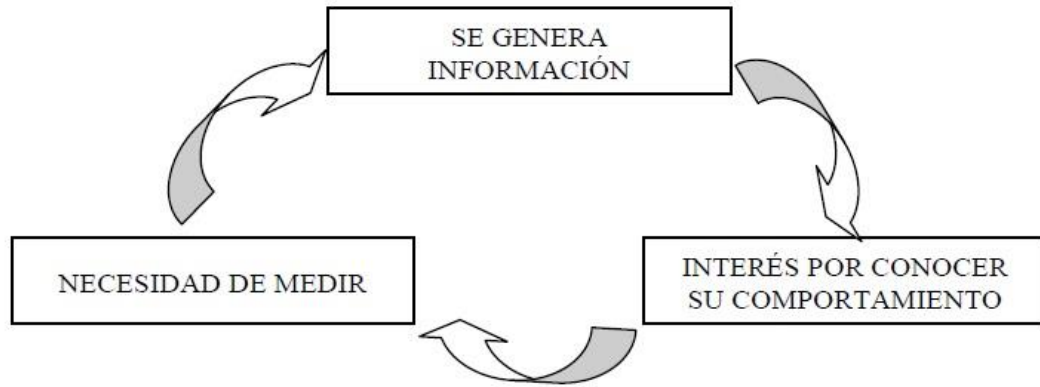 SE GENERA
INFORMACIÓN
NECESIDAD DE MEDIR
INTERÉS POR CONOCER
SU COMPORTAMIENTO